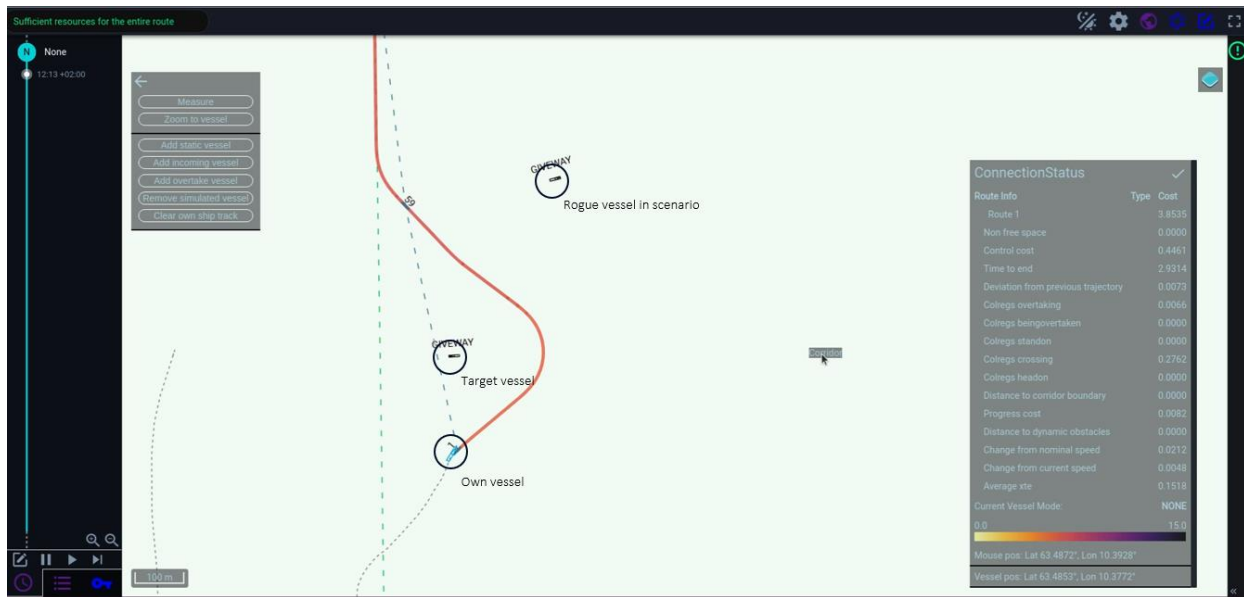 Sufficient resources for the entire route
N None
12:13 +02:00
Measure
Zoom to vessel
Add static vessel
Add incoming vessel
Add overtake vessel
Remove simulated vessel
Clear own ship track
59
GIVEWAY
Rogue vessel in scenario
GIVEWAY
Target vessel
Own vessel
Corridor
100 m
ConnectionStatus
Route Info Type Cost
Route 1 3.8535
Non free space 0.0000
Control cost 0.4461
Time to end 2.9314
Deviation from previous trajectory 0.0073
Colregs overtaking 0.0066
Colregs beingovertaken 0.0000
Colregs standon 0.0000
Colregs crossing 0.2762
Colregs headon 0.0000
Distance to corridor boundary 0.0000
Progress cost 0.0082
Distance to dynamic obstacles 0.0000
Change from nominal speed 0.0212
Change from current speed 0.0048
Average xte 0.1518
Current Vessel Mode: NONE
0.0 15.0
Mouse pos: Lat 63.4872°, Lon 10.3928°
Vessel pos: Lat 63.4853°, Lon 10.3772°